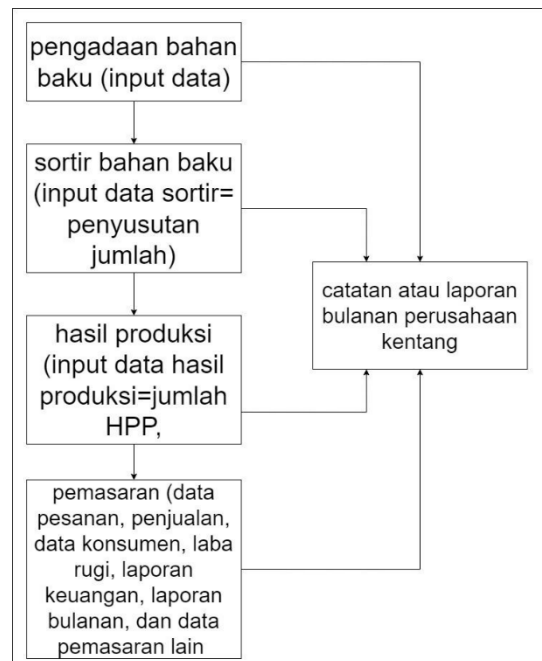 pengadaan bahan
baku (input data)
sortir bahan baku
(input data sortir=
penyusutan
jumlah)
catatan atau laporan
bulanan perusahaan
kentang
hasil produksi
(input data hasil
produksi=jumlah
HPP,
pemasaran (data
pesanan, penjualan,
data konsumen, laba
rugi, laporan
keuangan, laporan
bulanan, dan data
pemasaran lain